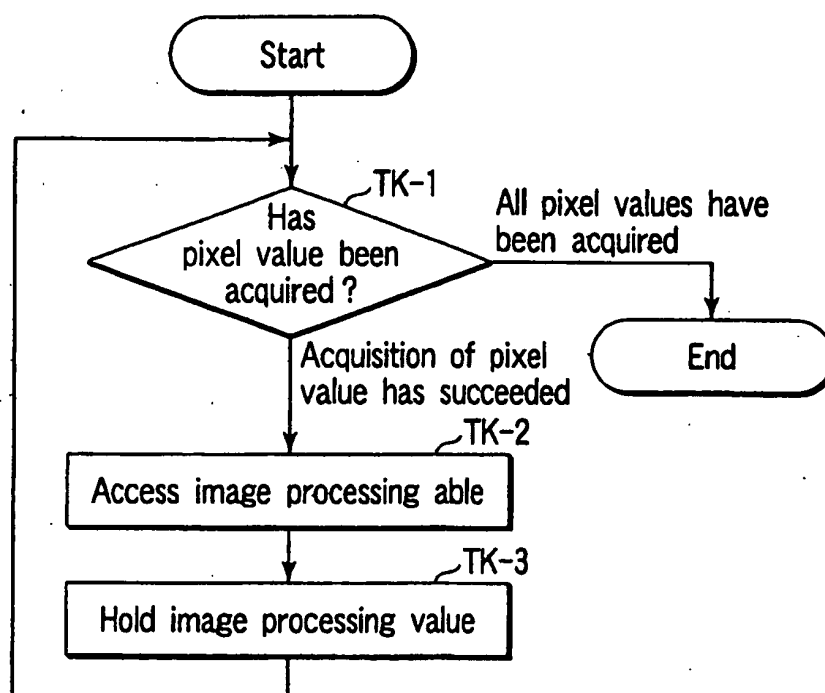 Start
TK-1
Has
pixel value been
acquired?
All pixel values have
been acquired
End
Acquisition of pixel
value has succeeded
TK-2
Access image processing able
TK-3
Hold image processing value